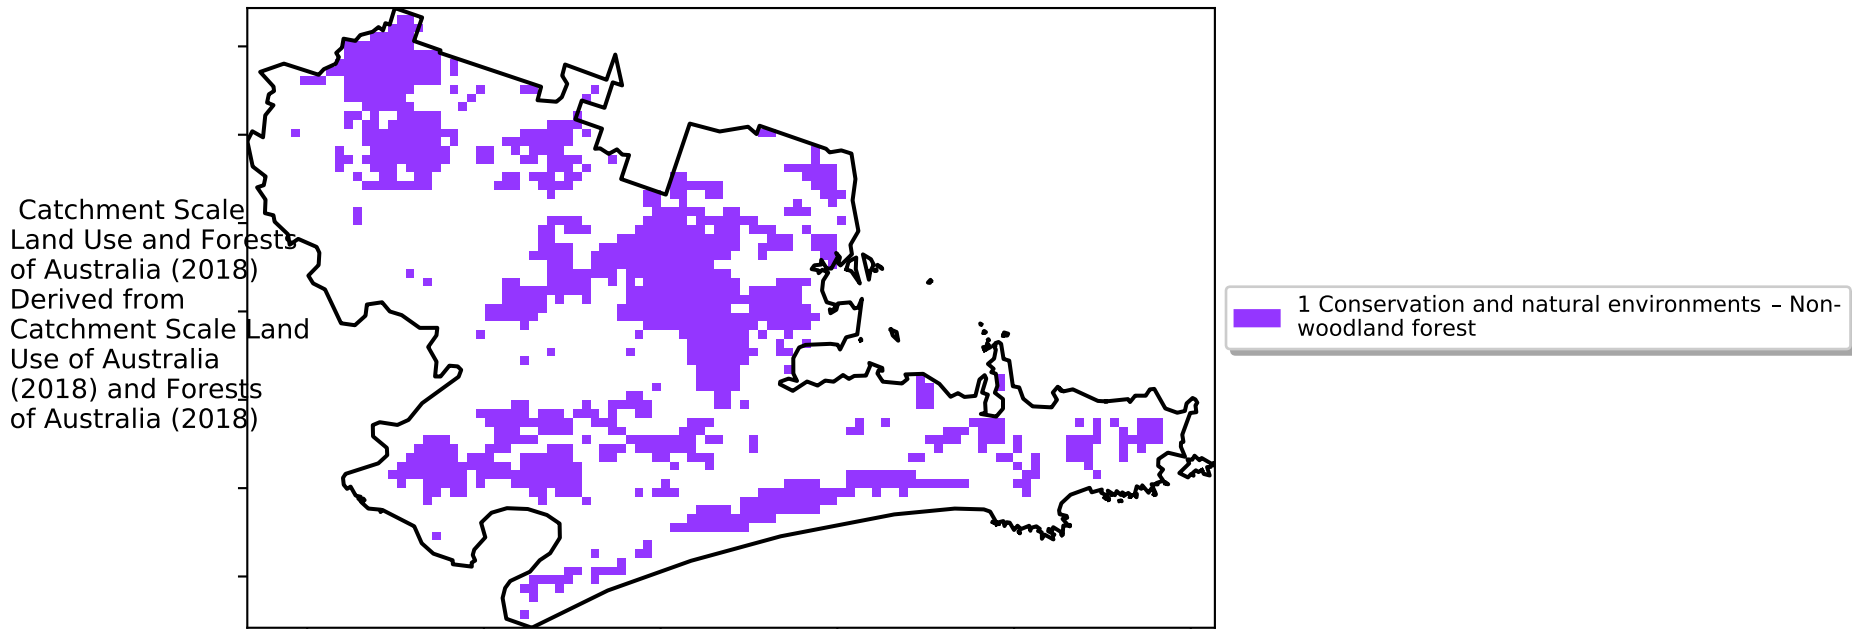 Catchment Scale
Land Use and Forests
of Australia (2018)
Derived from
Catchment Scale Land
Use of Australia
(2018) and Forests
of Australia (2018)
1 Conservation and natural environments – Non-
woodland forest